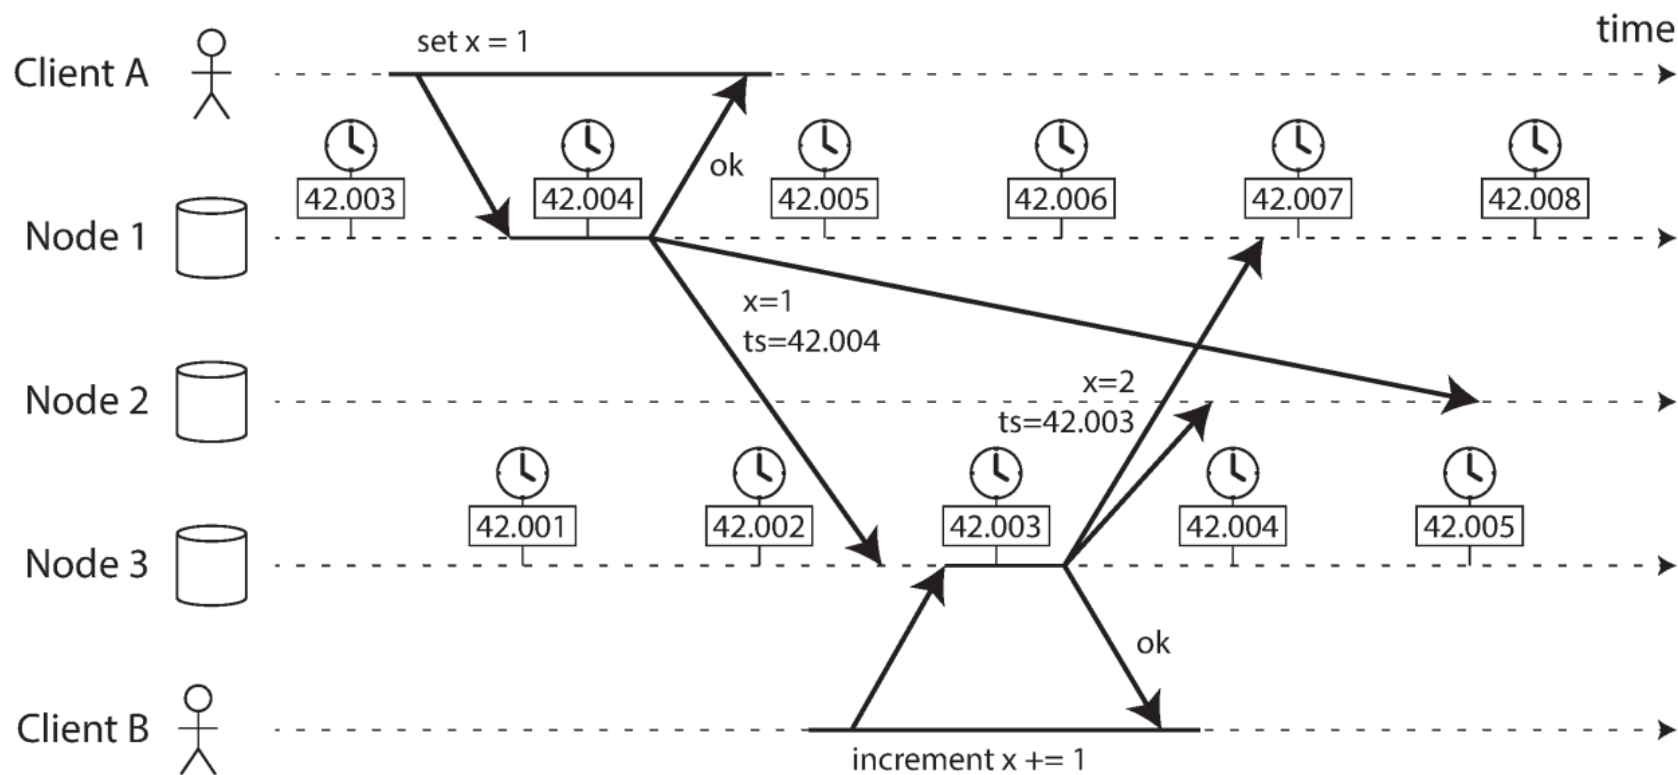 time
set x = 1
Client A
ok
42.003
42.004
42.005
42.006
42.007
42.008
Node 1
x=1
ts=42.004
x=2
Node 2
ts=42.003
42.001
42.002
42.003
42.004
42.005
Node 3
ok
Client B
increment x += 1